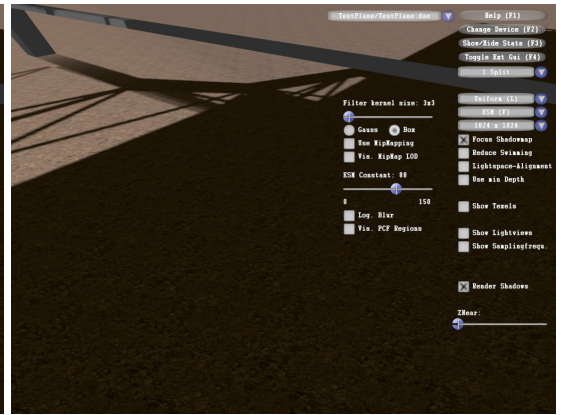 TestPlane/TestPlane.dae
Help (F1)
Change Device (F2)
Show/Hide Stats (F3)
Toggle Ext Gui (F4)
1 Split
Uniform (L)
ESM (F)
1024 x 1024
Focus Shadowmap
Reduce Swimming
Lightspace-Alignment
Use min Depth
Show Texels
Show Lightviews
Show Samplingfrequ.
Render Shadows
ZNear:
Filter kernel size: 3x3
Gauss
Box
Use MipMapping
Vis. MipMap LOD
ESM Constant: 88
0
150
Log. Blur
Vis. PCF Regions